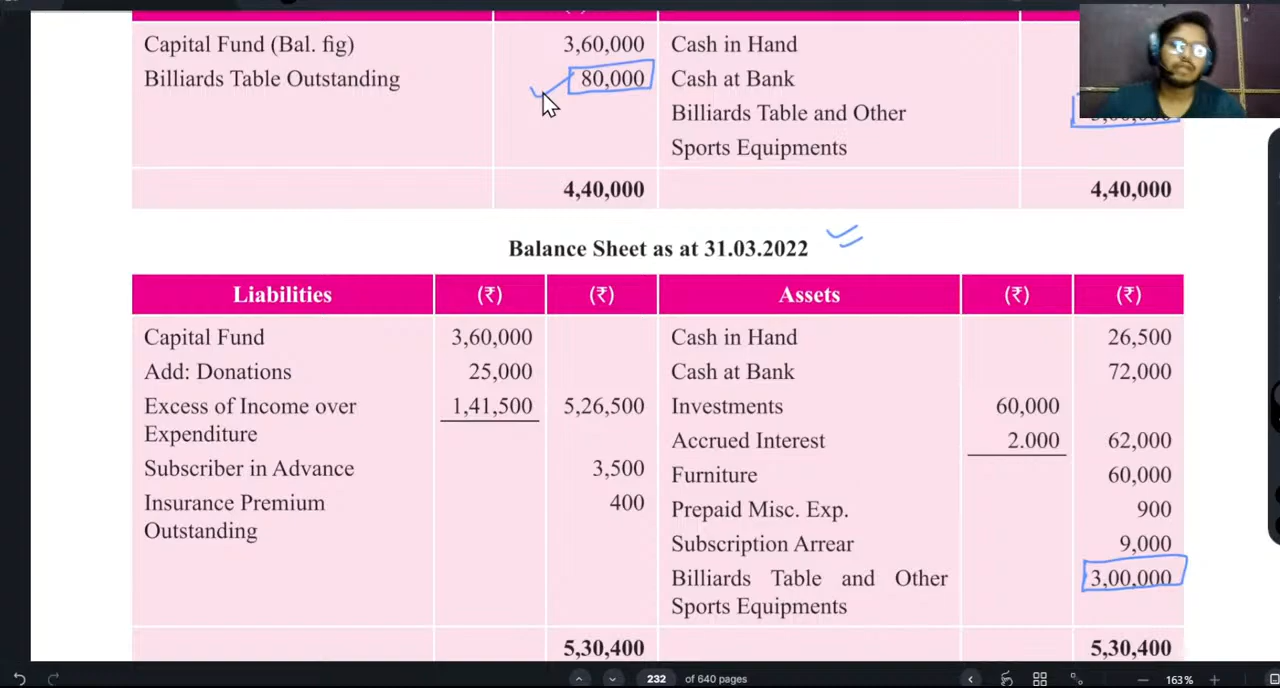 Capital Fund (Bal. fig) 3,60,000 Cash in Hand
Billiards Table Outstanding 80,000 Cash at Bank
Billiards Table and Other
Sports Equipments
4,40,000 4,40,000
Balance Sheet as at 31.03.2022
Liabilities (₹) (₹) Assets (₹) (₹)
Capital Fund 3,60,000 Cash in Hand 26,500
Add: Donations 25,000 Cash at Bank 72,000
Excess of Income over 1,41,500 5,26,500 Investments 60,000
Expenditure Accrued Interest 2.000 62,000
Subscriber in Advance 3,500 Furniture 60,000
Insurance Premium 400 Prepaid Misc. Exp. 900
Outstanding Subscription Arrear 9,000
Billiards Table and Other 3,00,000
Sports Equipments
5,30,400 5,30,400
232 of 640 pages 163%